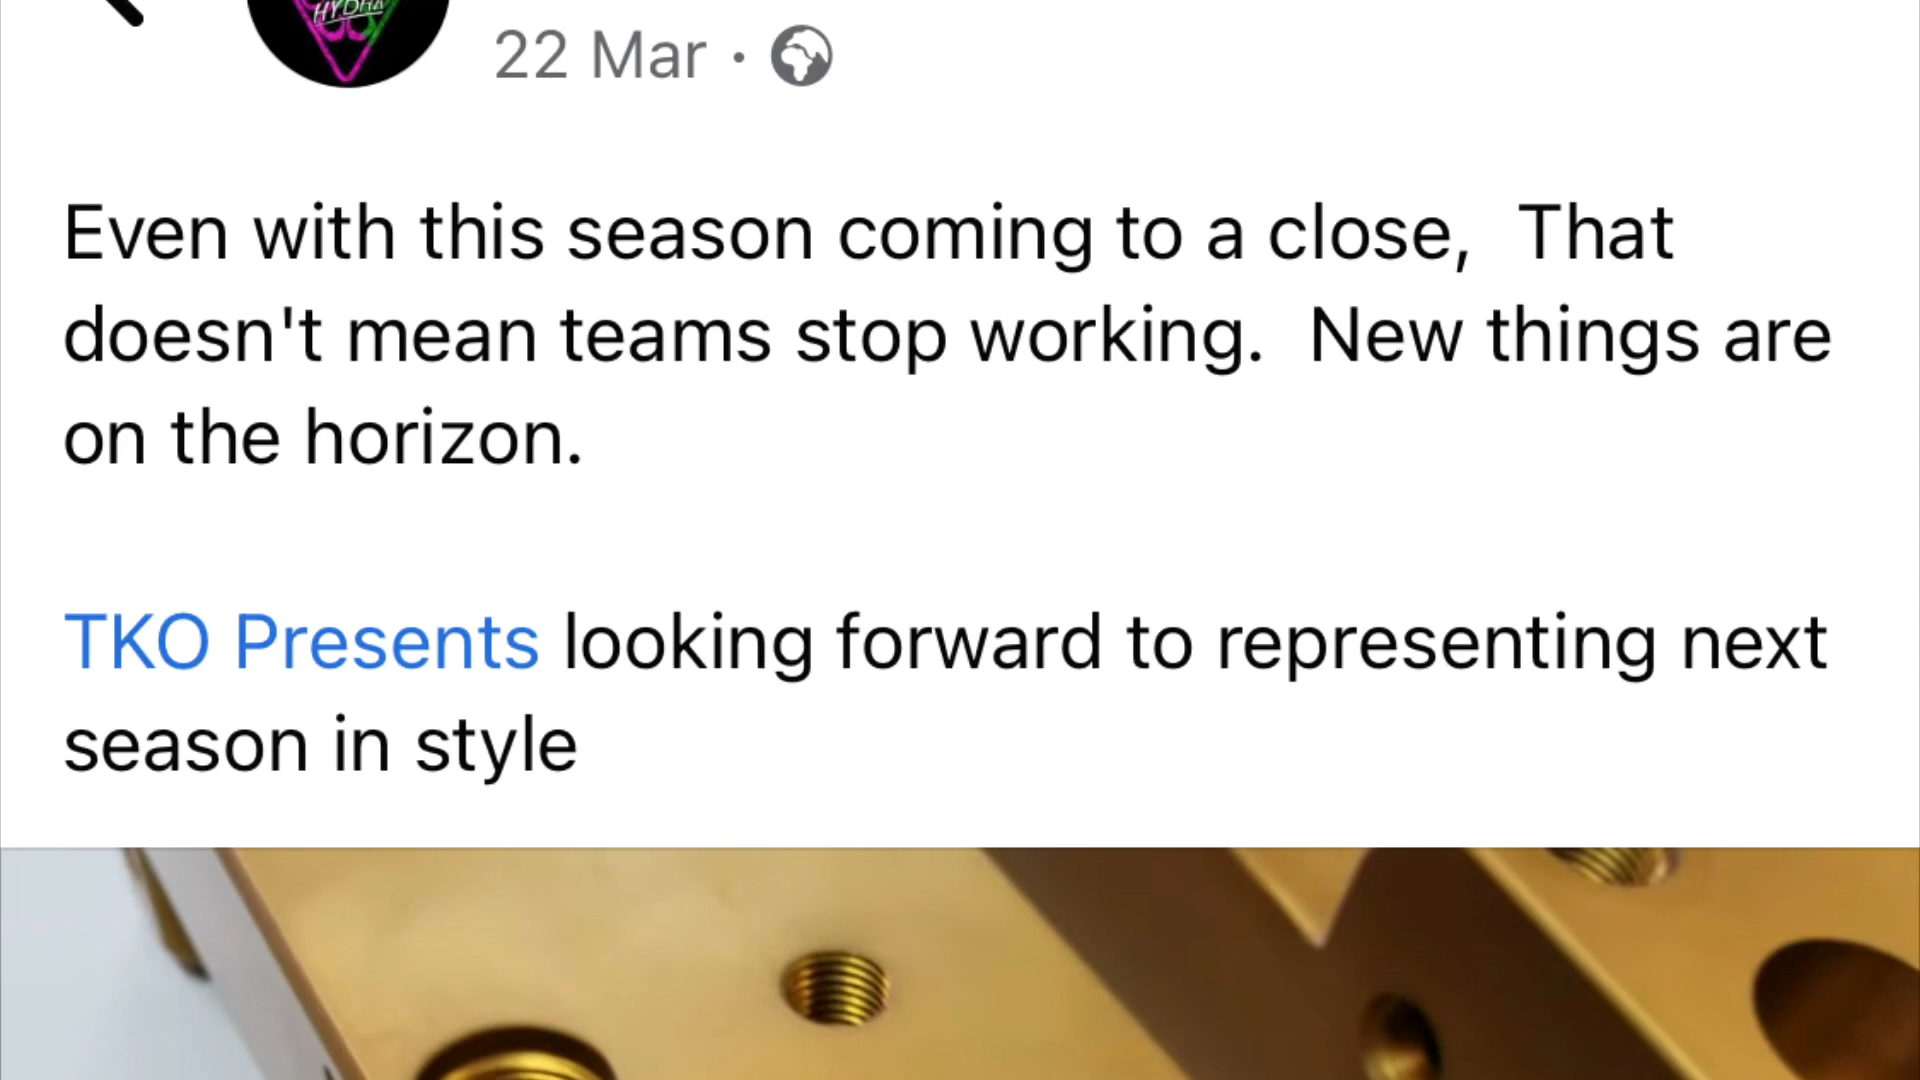 HYDRA
22 Mar ·
Even with this season coming to a close,  That
doesn't mean teams stop working.  New things are
on the horizon.
TKO Presents looking forward to representing next
season in style